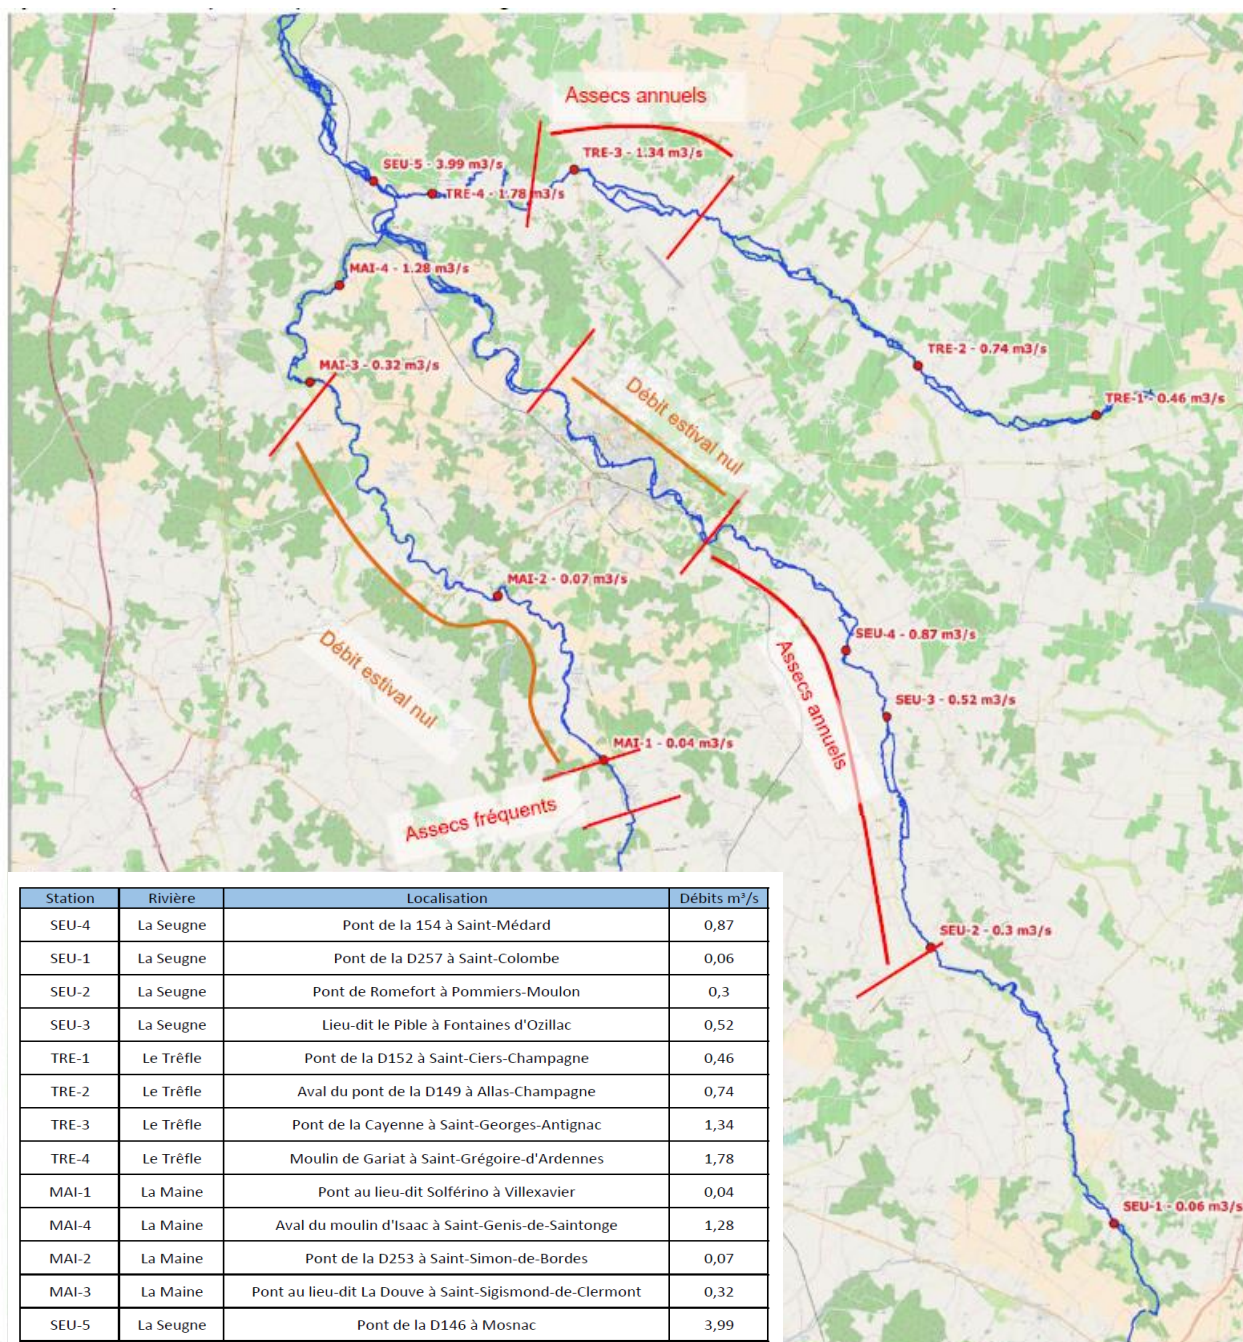 Assecs annuels
TRE-3 - 1.34 m3/s
SEU-5 - 3.99 m3/s
TRE-4 - 1.78 m3/s
MAI-4 - 1.28 m3/s
MAI-3 - 0.32 m3/s
TRE-2 - 0.74 m3/s
Débit estival nul
TRE-1 - 0.46 m3/s
MAI-2 - 0.07 m3/s
SEU-4 - 0.87 m3/s
Débit estival nul
Assecs annuels
SEU-3 - 0.52 m3/s
MAI-1 - 0.04 m3/s
Assecs fréquents
SEU-2 - 0.3 m3/s
SEU-1 - 0.06 m3/s
Station Rivière Localisation Débits m³/s
SEU-4 La Seugne Pont de la 154 à Saint-Médard 0,87
SEU-1 La Seugne Pont de la D257 à Saint-Colombe 0,06
SEU-2 La Seugne Pont de Romefort à Pommiers-Moulon 0,3
SEU-3 La Seugne Lieu-dit le Pible à Fontaines d'Ozillac 0,52
TRE-1 Le Trêfle Pont de la D152 à Saint-Ciers-Champagne 0,46
TRE-2 Le Trêfle Aval du pont de la D149 à Allas-Champagne 0,74
TRE-3 Le Trêfle Pont de la Cayenne à Saint-Georges-Antignac 1,34
TRE-4 Le Trêfle Moulin de Gariat à Saint-Grégoire-d'Ardennes 1,78
MAI-1 La Maine Pont au lieu-dit Solférino à Villexavier 0,04
MAI-4 La Maine Aval du moulin d'Isaac à Saint-Genis-de-Saintonge 1,28
MAI-2 La Maine Pont de la D253 à Saint-Simon-de-Bordes 0,07
MAI-3 La Maine Pont au lieu-dit La Douve à Saint-Sigismond-de-Clermont 0,32
SEU-5 La Seugne Pont de la D146 à Mosnac 3,99